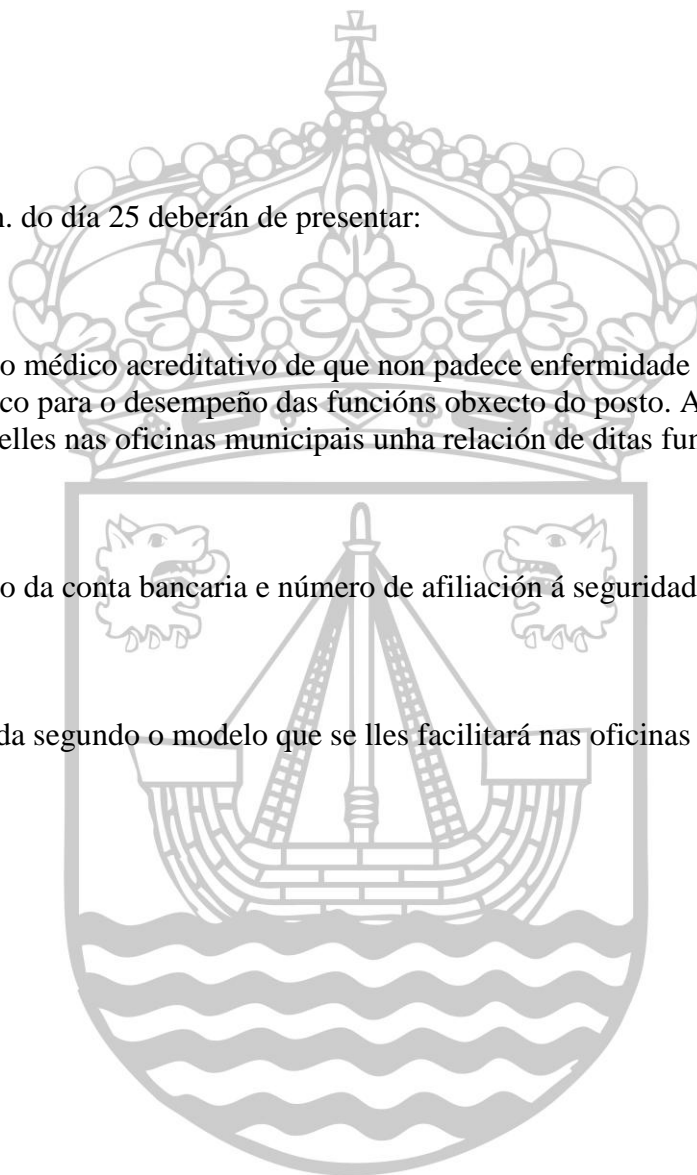 h. do día 25 deberán de presentar:
o médico acreditativo de que non padece enfermidade
co para o desempeño das funcións obxecto do posto. A
elles nas oficinas municipais unha relación de ditas fun
o da conta bancaria e número de afiliación á seguridad
da segundo o modelo que se lles facilitará nas oficinas